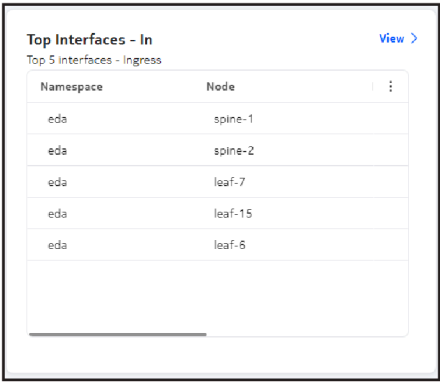 Top Interfaces - In View >
Top 5 interfaces - Ingress
Namespace Node
eda spine-1
eda spine-2
eda leaf-7
eda leaf-15
eda leaf-6